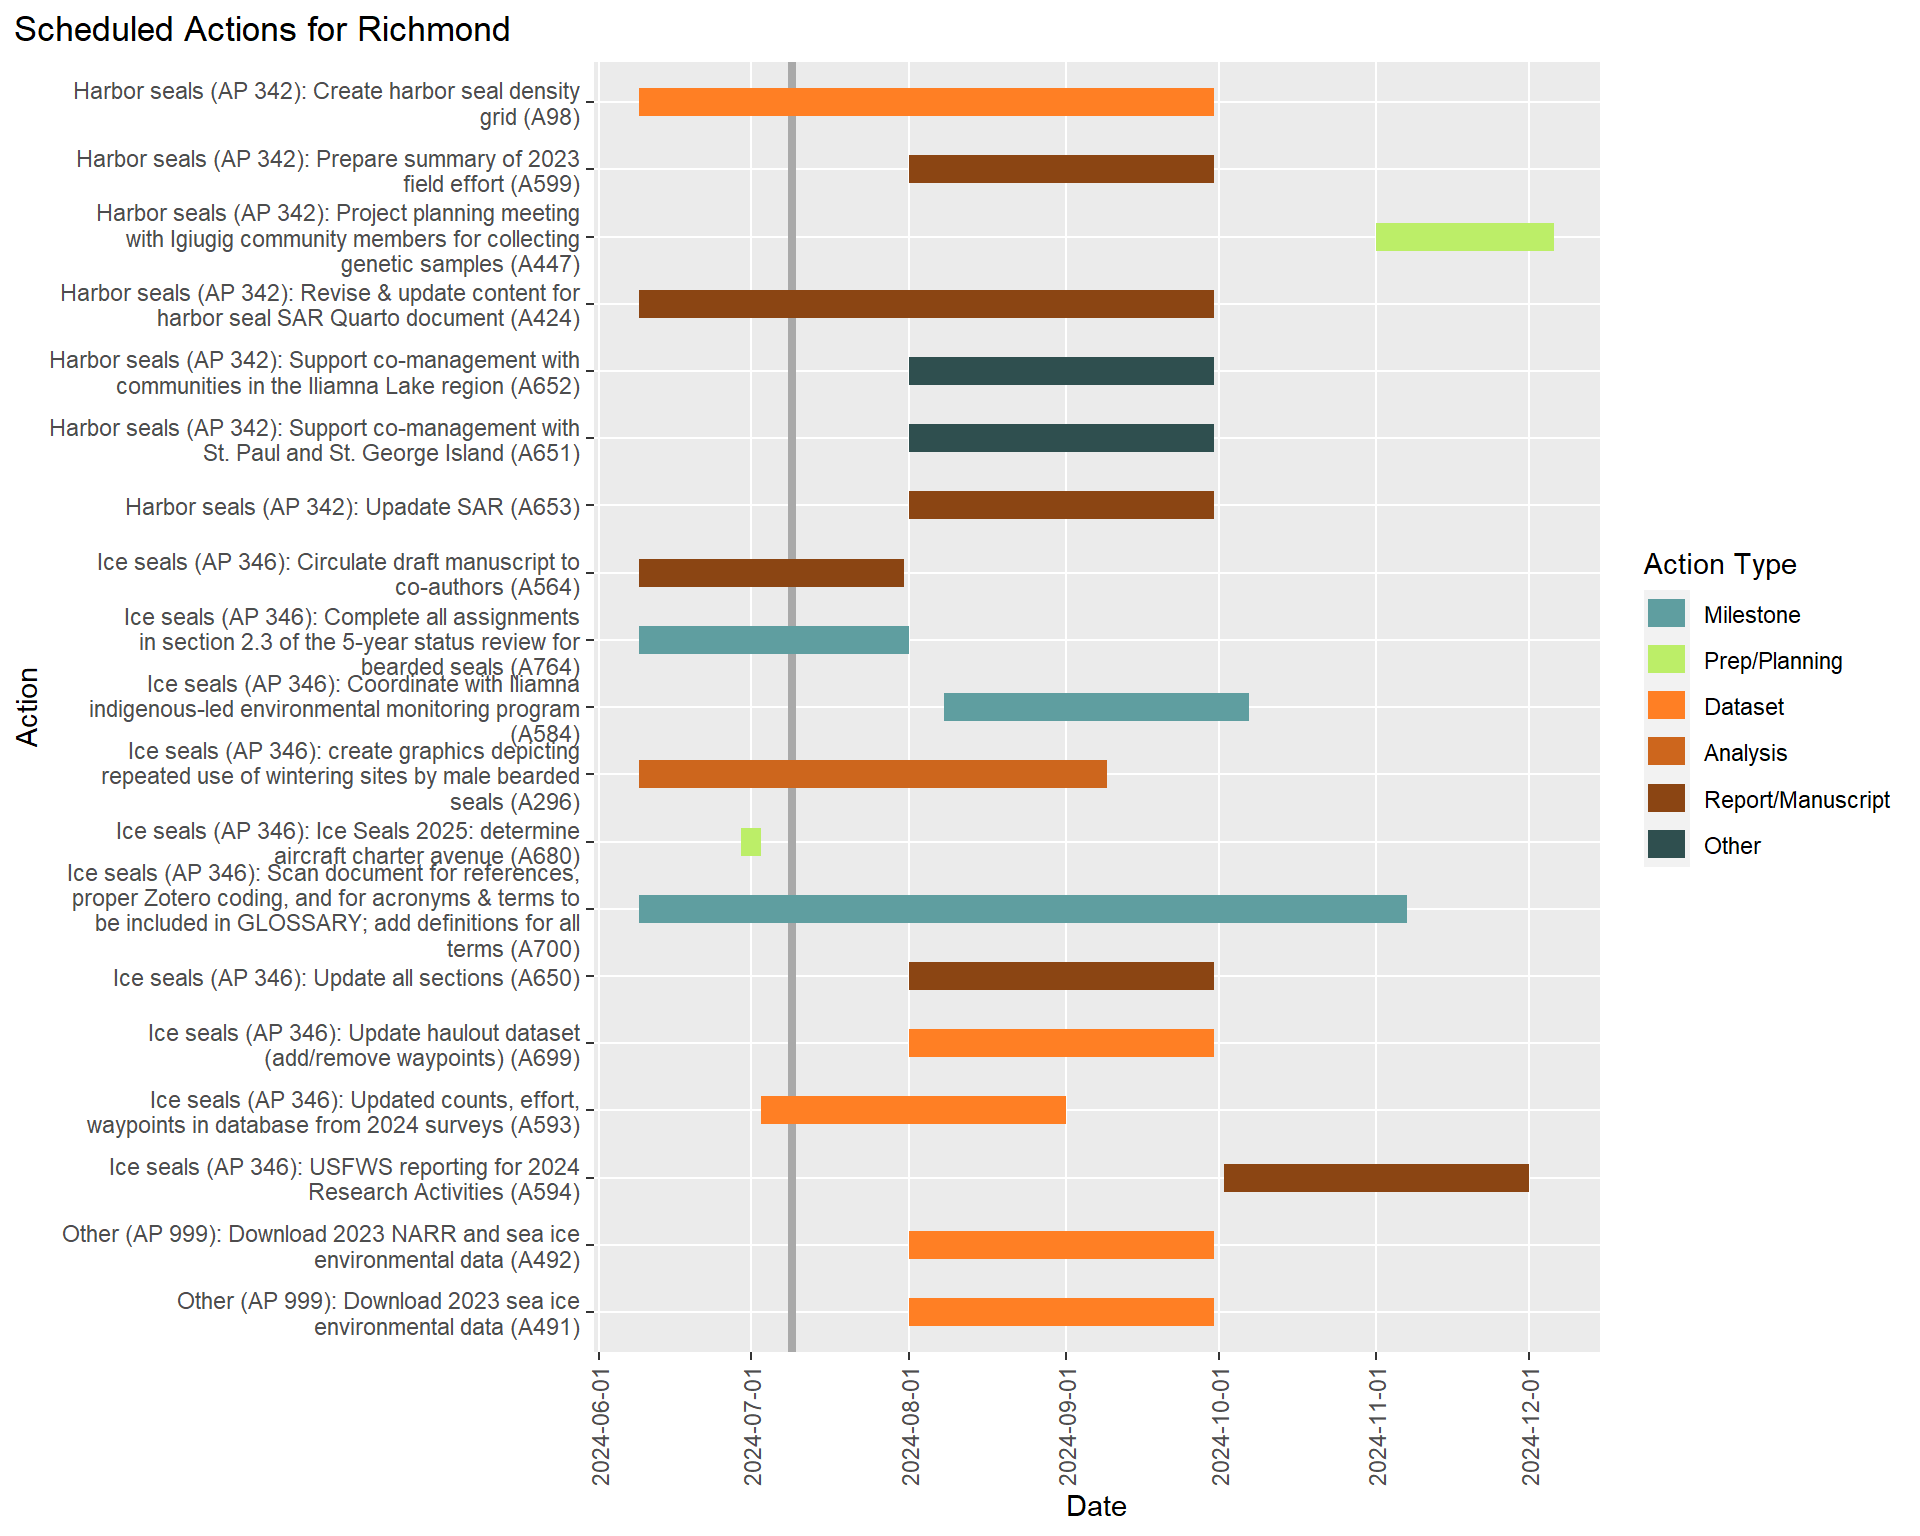 Scheduled Actions for Richmond
Harbor seals (AP 342): Create harbor seal density
grid (A98)
Harbor seals (AP 342): Prepare summary of 2023
field effort (A599)
Harbor seals (AP 342): Project planning meeting
with Igiugig community members for collecting
genetic samples (A447)
Harbor seals (AP 342): Revise & update content for
harbor seal SAR Quarto document (A424)
Harbor seals (AP 342): Support co-management with
communities in the Iliamna Lake region (A652)
Harbor seals (AP 342): Support co-management with
St. Paul and St. George Island (A651)
Harbor seals (AP 342): Upadate SAR (A653)
Ice seals (AP 346): Circulate draft manuscript to
co-authors (A564)
Ice seals (AP 346): Complete all assignments
in section 2.3 of the 5-year status review for
bearded seals (A764)
Ice seals (AP 346): Coordinate with Iliamna
indigenous-led environmental monitoring program
(A584)
Ice seals (AP 346): create graphics depicting
repeated use of wintering sites by male bearded
seals (A296)
Ice seals (AP 346): Ice Seals 2025: determine
aircraft charter avenue (A680)
Ice seals (AP 346): Scan document for references,
proper Zotero coding, and for acronyms & terms to
be included in GLOSSARY; add definitions for all
terms (A700)
Ice seals (AP 346): Update all sections (A650)
Ice seals (AP 346): Update haulout dataset
(add/remove waypoints) (A699)
Ice seals (AP 346): Updated counts, effort,
waypoints in database from 2024 surveys (A593)
Ice seals (AP 346): USFWS reporting for 2024
Research Activities (A594)
Other (AP 999): Download 2023 NARR and sea ice
environmental data (A492)
Other (AP 999): Download 2023 sea ice
environmental data (A491)
Action
2024-06-01
2024-07-01
2024-08-01
2024-09-01
2024-10-01
2024-11-01
2024-12-01
Date
Action Type
Milestone
Prep/Planning
Dataset
Analysis
Report/Manuscript
Other